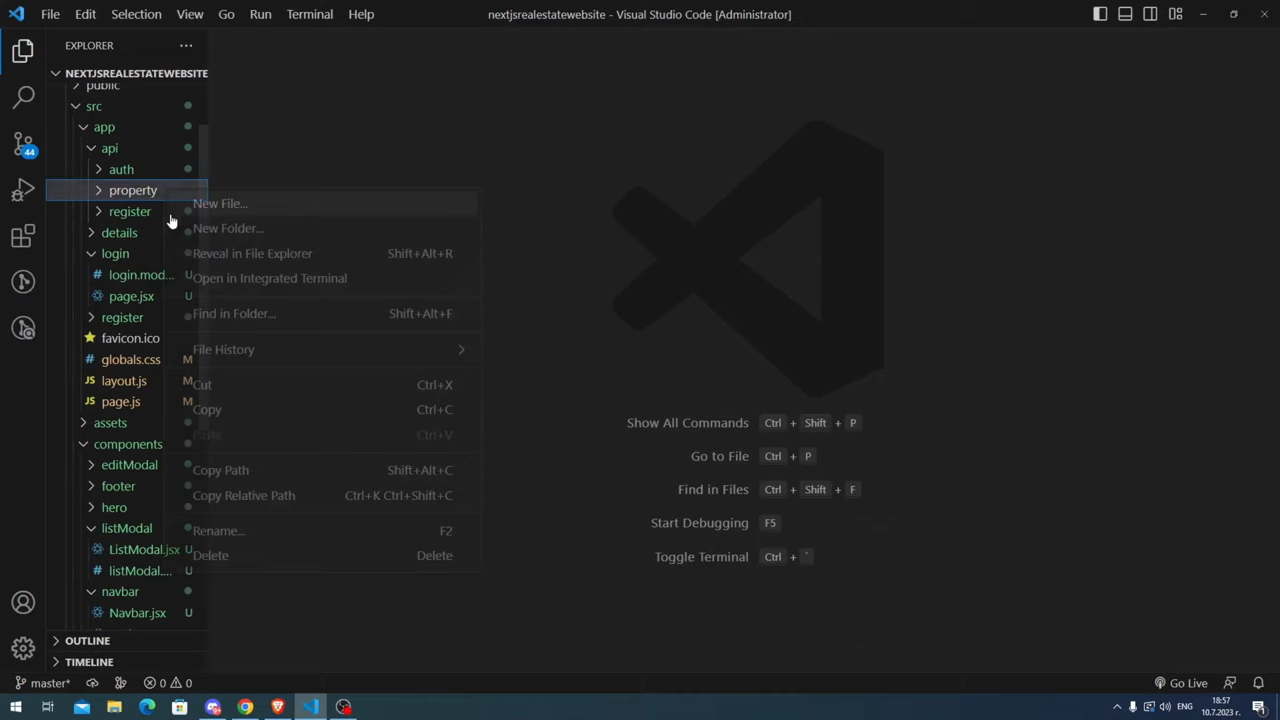 File Edit Selection View Go Run Terminal Help nextjsrealestatewebsite - Visual Studio Code [Administrator]
EXPLORER
NEXTJSREALESTATEWEBSITE
public
src
app
api
auth
property
register
details
login
login.mod... U
page.jsx U
register
favicon.ico
globals.css M
layout.js M
page.js M
assets
components
editModal
footer
hero
listModal
ListModal.jsx U
listModal.... U
navbar
Navbar.jsx U
OUTLINE
TIMELINE
44
New File...
New Folder...
Reveal in File Explorer Shift+Alt+R
Open in Integrated Terminal
Find in Folder... Shift+Alt+F
File History
Cut Ctrl+X
Copy Ctrl+C
Paste Ctrl+V
Copy Path Shift+Alt+C
Copy Relative Path Ctrl+K Ctrl+Shift+C
Rename... F2
Delete Delete
Show All Commands Ctrl + Shift + P
Go to File Ctrl + P
Find in Files Ctrl + Shift + F
Start Debugging F5
Toggle Terminal Ctrl + `
master* 0 0 Go Live
ENG 18:57
10.7.2023 г.